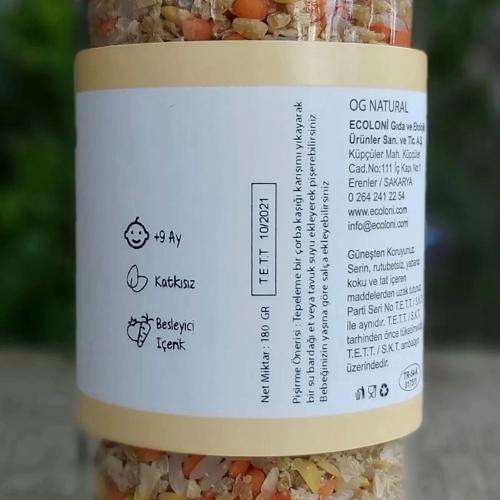 +9 Ay
Katkısız
Besleyici
İçerik
Net Miktar : 180 GR
T.E.T.T 10/2021
Pişirme Önerisi : Tepeleme bir çorba kaşığı karışımı yıkayarak
bir su bardağı et veya tavuk suyu ekleyerek pişerebilirsiniz
Bebeğinizin yaşına göre salça ekleyebilirsiniz
OG NATURAL
ECOLONİ Gıda ve
Ürünler San. ve Tic. A.Ş.
Küpçüler Mah. Küpçüler
Cad.No:111 İç Kapı No:1
Erenler / SAKARYA
0 264 241 22 54
www.ecoloni.com
info@ecoloni.com
Güneşten Koruyunuz.
Serin, rutubetsiz, yabancı
koku ve tat içeren
maddelerden uzak tutunuz.
Parti Seri No T.E.T.T./ S.K.T.
ile aynıdır. T.E.T.T./ S.K.T.
tarihinden önce
T.E.T.T./ S.K.T. ambalajın
üzerindedir.